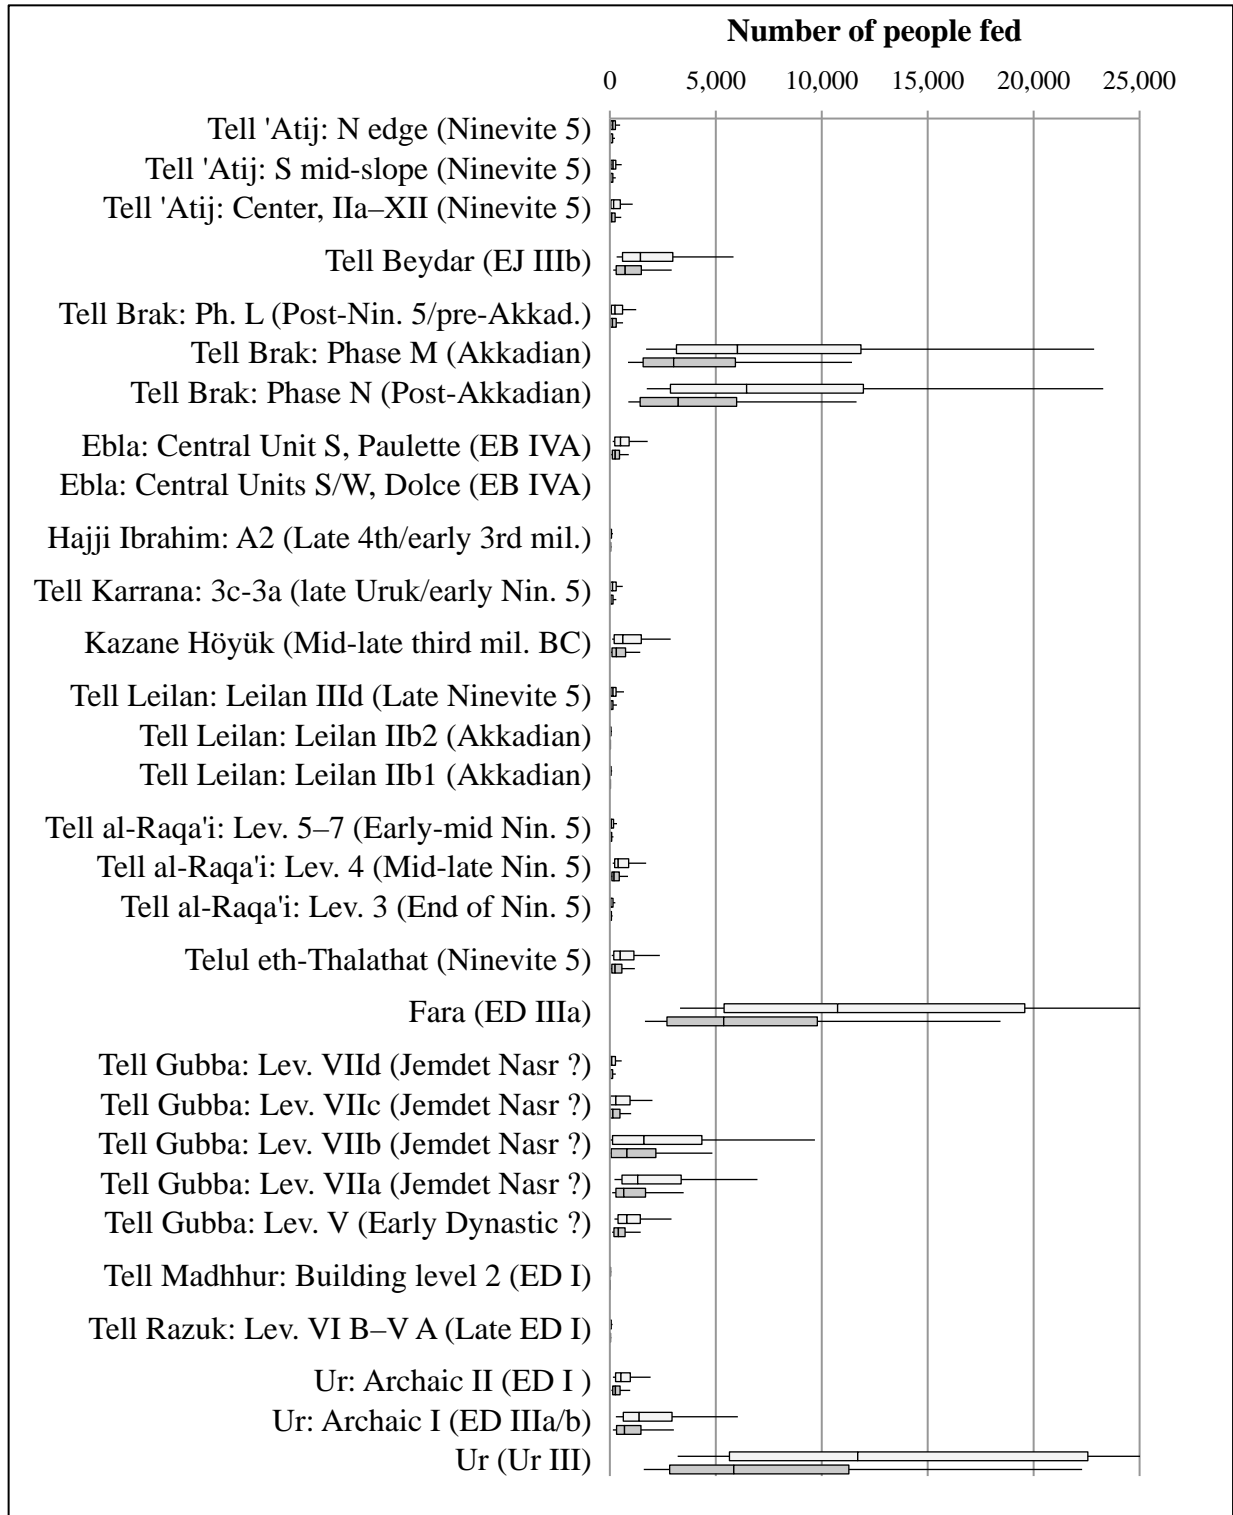 Number of people fed
0 5,000 10,000 15,000 20,000 25,000
Tell 'Atij: N edge (Ninevite 5)
Tell 'Atij: S mid-slope (Ninevite 5)
Tell 'Atij: Center, IIa–XII (Ninevite 5)
Tell Beydar (EJ IIIb)
Tell Brak: Ph. L (Post-Nin. 5/pre-Akkad.)
Tell Brak: Phase M (Akkadian)
Tell Brak: Phase N (Post-Akkadian)
Ebla: Central Unit S, Paulette (EB IVA)
Ebla: Central Units S/W, Dolce (EB IVA)
Hajji Ibrahim: A2 (Late 4th/early 3rd mil.)
Tell Karrana: 3c-3a (late Uruk/early Nin. 5)
Kazane Höyük (Mid-late third mil. BC)
Tell Leilan: Leilan IIId (Late Ninevite 5)
Tell Leilan: Leilan IIb2 (Akkadian)
Tell Leilan: Leilan IIb1 (Akkadian)
Tell al-Raqa'i: Lev. 5–7 (Early-mid Nin. 5)
Tell al-Raqa'i: Lev. 4 (Mid-late Nin. 5)
Tell al-Raqa'i: Lev. 3 (End of Nin. 5)
Telul eth-Thalathat (Ninevite 5)
Fara (ED IIIa)
Tell Gubba: Lev. VIId (Jemdet Nasr ?)
Tell Gubba: Lev. VIIc (Jemdet Nasr ?)
Tell Gubba: Lev. VIIb (Jemdet Nasr ?)
Tell Gubba: Lev. VIIa (Jemdet Nasr ?)
Tell Gubba: Lev. V (Early Dynastic ?)
Tell Madhhur: Building level 2 (ED I)
Tell Razuk: Lev. VI B–V A (Late ED I)
Ur: Archaic II (ED I )
Ur: Archaic I (ED IIIa/b)
Ur (Ur III)